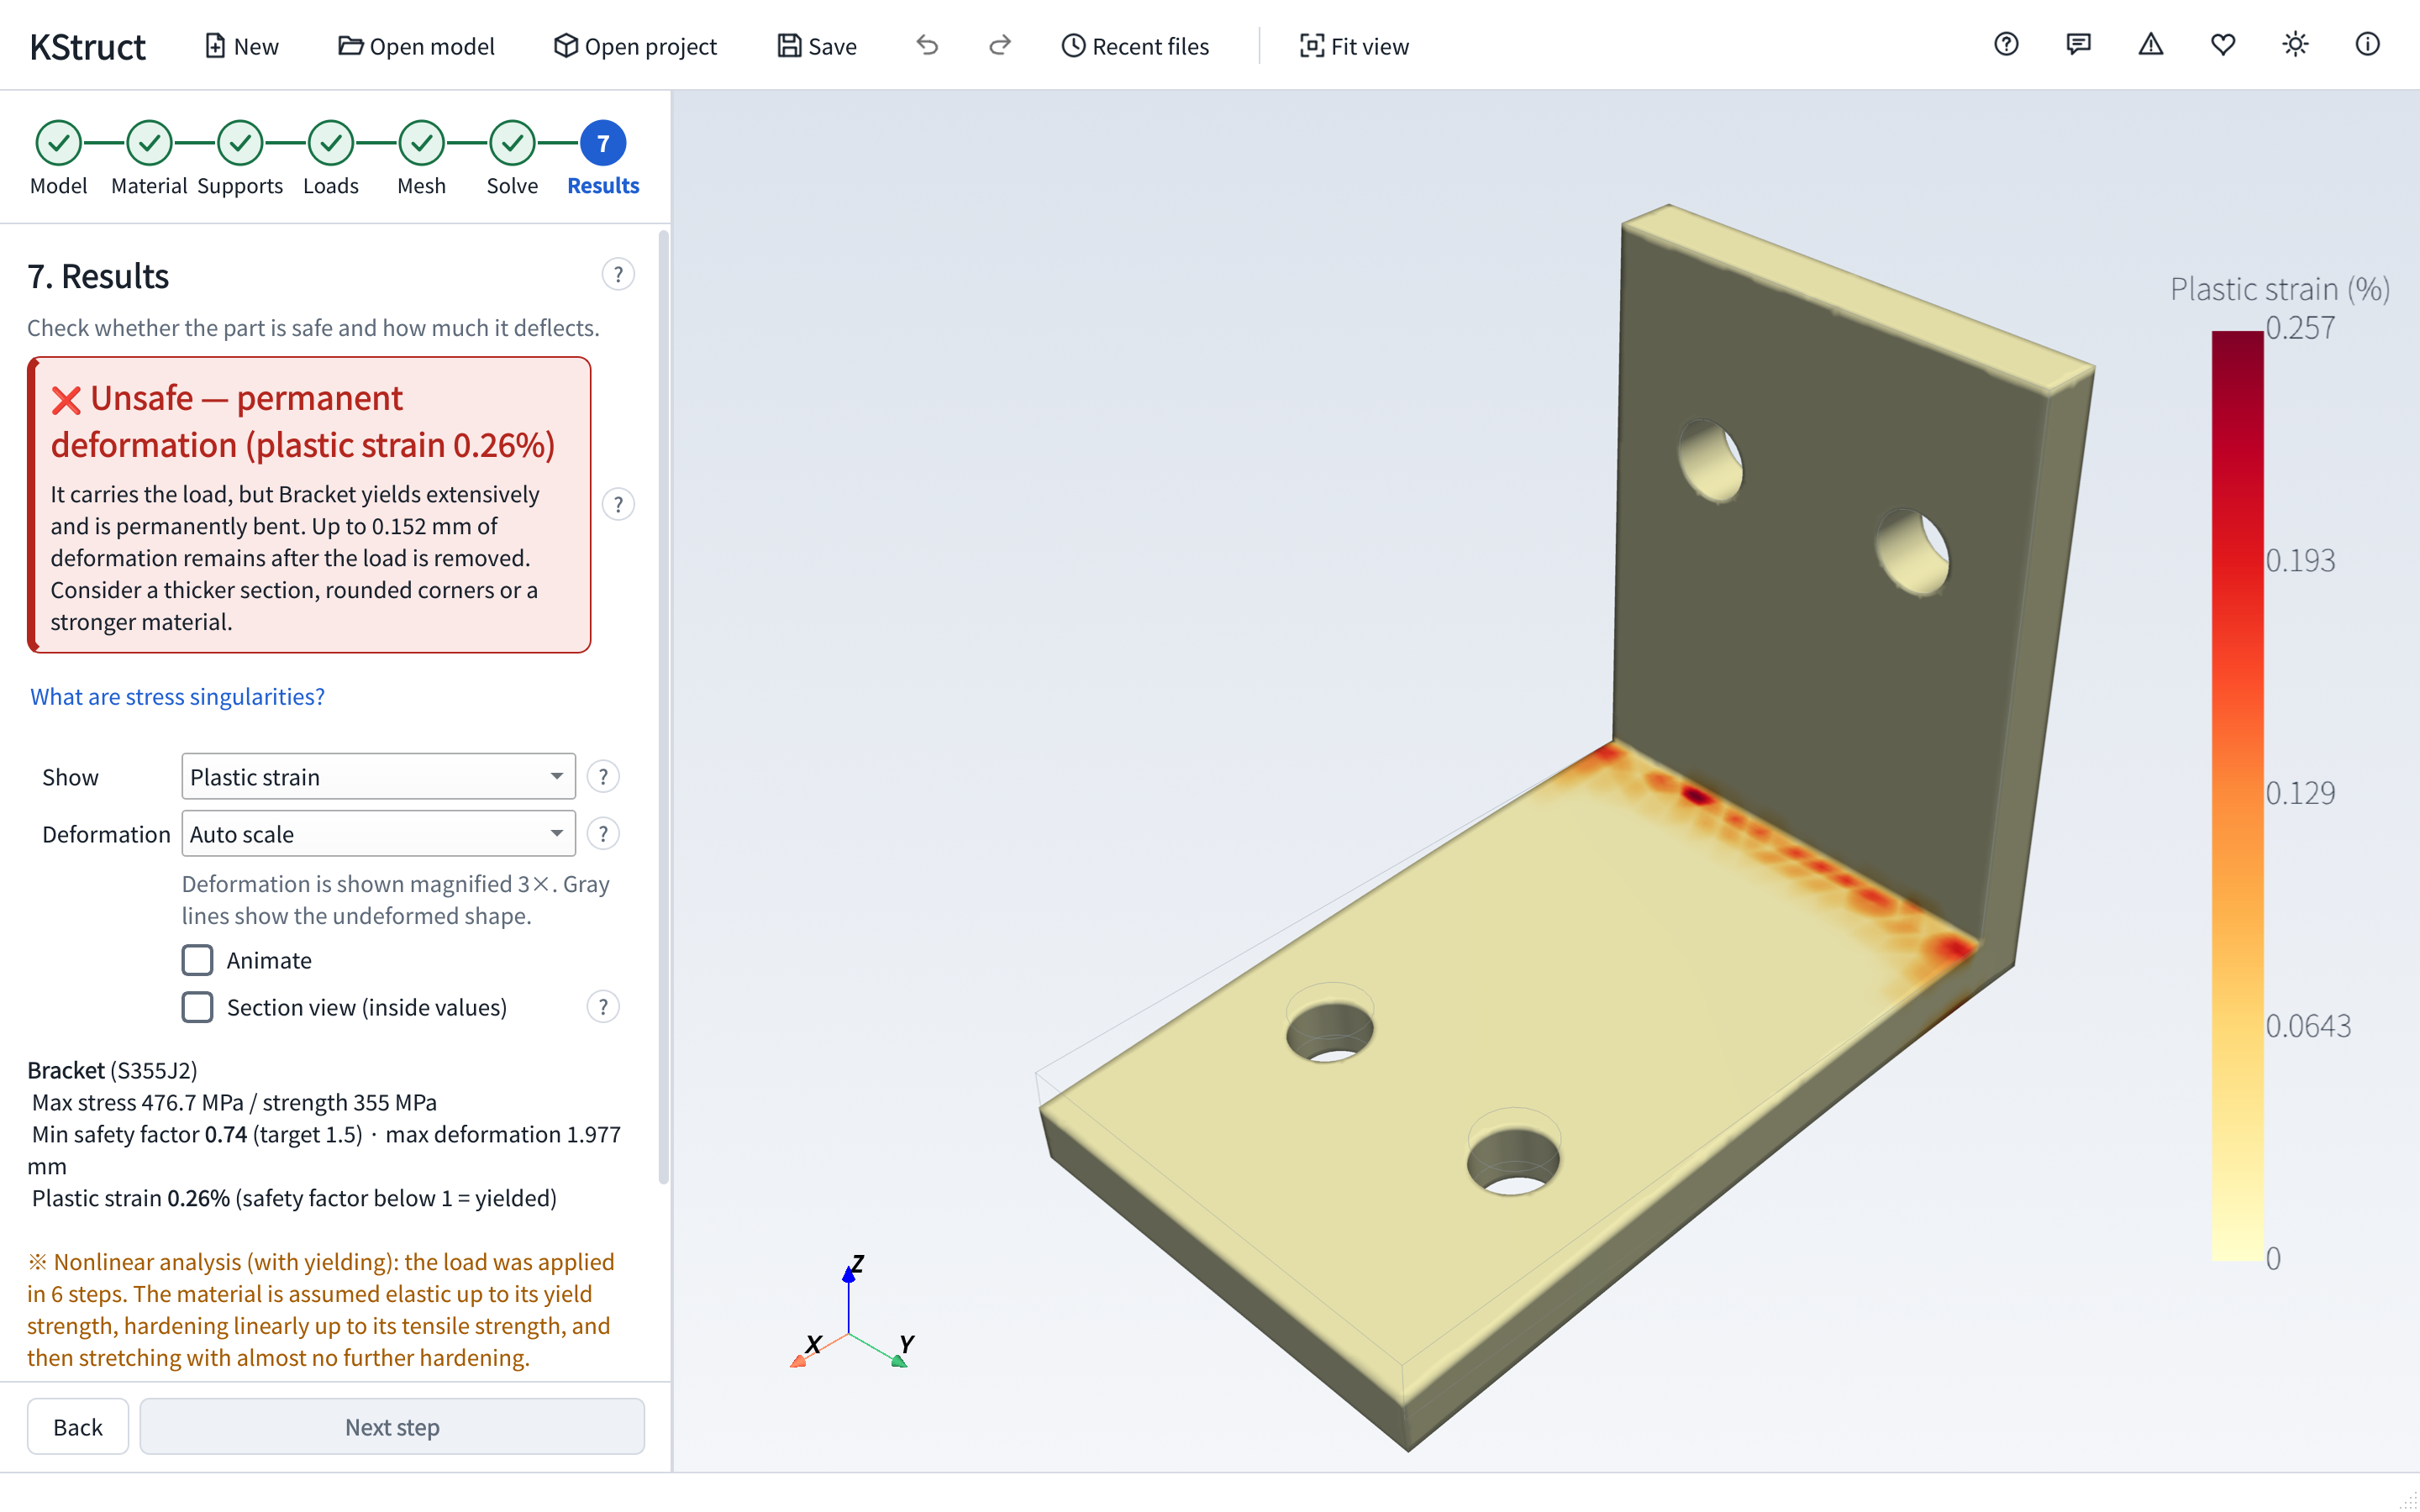 KStruct
New
Open model
Open project
Save
Recent files
Fit view
7
Model
Material
Supports
Loads
Mesh
Solve
Results
7. Results
?
Check whether the part is safe and how much it deflects.
❌ Unsafe — permanent
deformation (plastic strain 0.26%)
It carries the load, but Bracket yields extensively
and is permanently bent. Up to 0.152 mm of
deformation remains after the load is removed.
Consider a thicker section, rounded corners or a
stronger material.
?
What are stress singularities?
Show
Plastic strain
?
Deformation
Auto scale
?
Deformation is shown magnified 3×. Gray
lines show the undeformed shape.
Animate
Section view (inside values)
?
Bracket (S355J2)
Max stress 476.7 MPa / strength 355 MPa
Min safety factor 0.74 (target 1.5) · max deformation 1.977
mm
Plastic strain 0.26% (safety factor below 1 = yielded)
※ Nonlinear analysis (with yielding): the load was applied
in 6 steps. The material is assumed elastic up to its yield
strength, hardening linearly up to its tensile strength, and
then stretching with almost no further hardening.
Back
Next step
Plastic strain (%)
0.257
0.193
0.129
0.0643
0
Z
X
Y